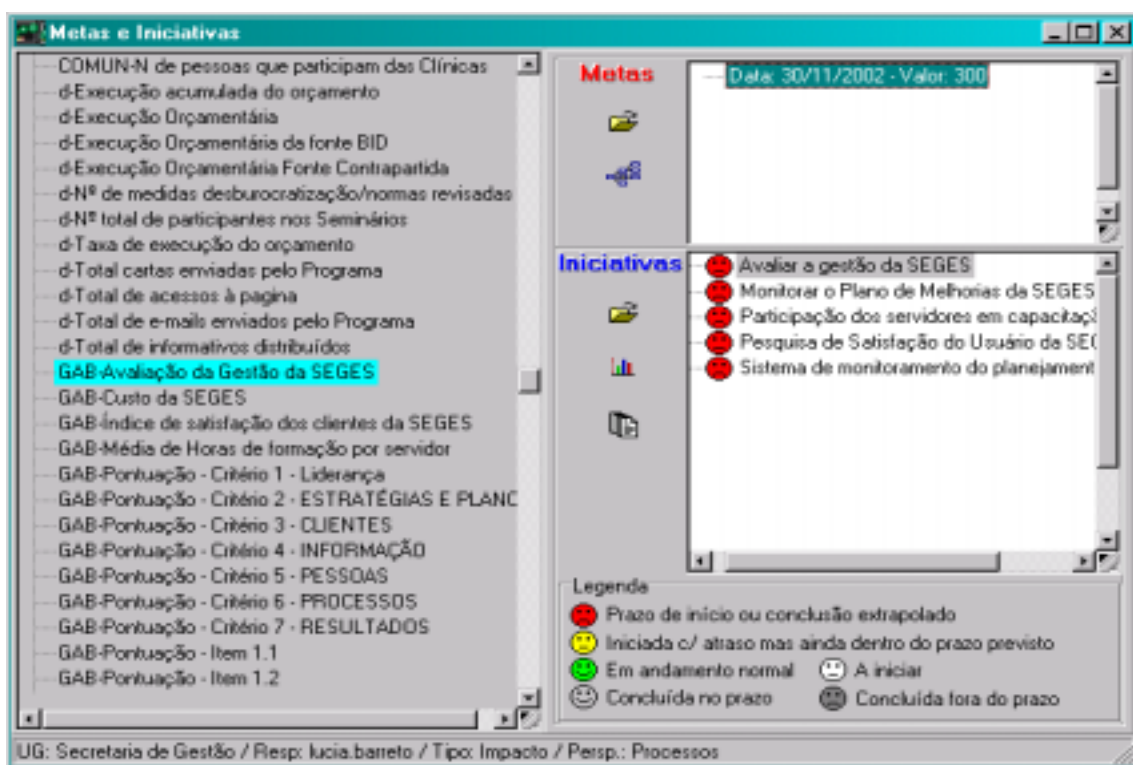 Metas e Iniciativas
COMUN-N de pessoas que participam das Clínicas
d-Execução acumulada do orçamento
d-Execução Orçamentária
d-Execução Orçamentária da fonte BID
d-Execução Orçamentária Fonte Contrapartida
d-Nº de medidas desburocratização/normas revisadas
d-Nº total de participantes nos Seminários
d-Taxa de execução do orçamento
d-Total cartas enviadas pelo Programa
d-Total de acessos à pagina
d-Total de e-mails enviados pelo Programa
d-Total de informativos distribuídos
GAB-Avaliação da Gestão da SEGES
GAB-Custo da SEGES
GAB-Índice de satisfação dos clientes da SEGES
GAB-Média de Horas de formação por servidor
GAB-Pontuação - Critério 1 - Liderança
GAB-Pontuação - Critério 2 - ESTRATÉGIAS E PLANO
GAB-Pontuação - Critério 3 - CLIENTES
GAB-Pontuação - Critério 4 - INFORMAÇÃO
GAB-Pontuação - Critério 5 - PESSOAS
GAB-Pontuação - Critério 6 - PROCESSOS
GAB-Pontuação - Critério 7 - RESULTADOS
GAB-Pontuação - Item 1.1
GAB-Pontuação - Item 1.2
Metas
Data: 30/11/2002 - Valor: 300
Iniciativas
Avaliar a gestão da SEGES
Monitorar o Plano de Melhorias da SEGES
Participação dos servidores em capacitaçã
Pesquisa de Satisfação do Usuário da SEG
Sistema de monitoramento do planejament
Legenda
Prazo de início ou conclusão extrapolado
Iniciada c/ atraso mas ainda dentro do prazo previsto
Em andamento normal
A iniciar
Concluída no prazo
Concluída fora do prazo
UG: Secretaria de Gestão / Resp: lucia.barreto / Tipo: Impacto / Persp.: Processos